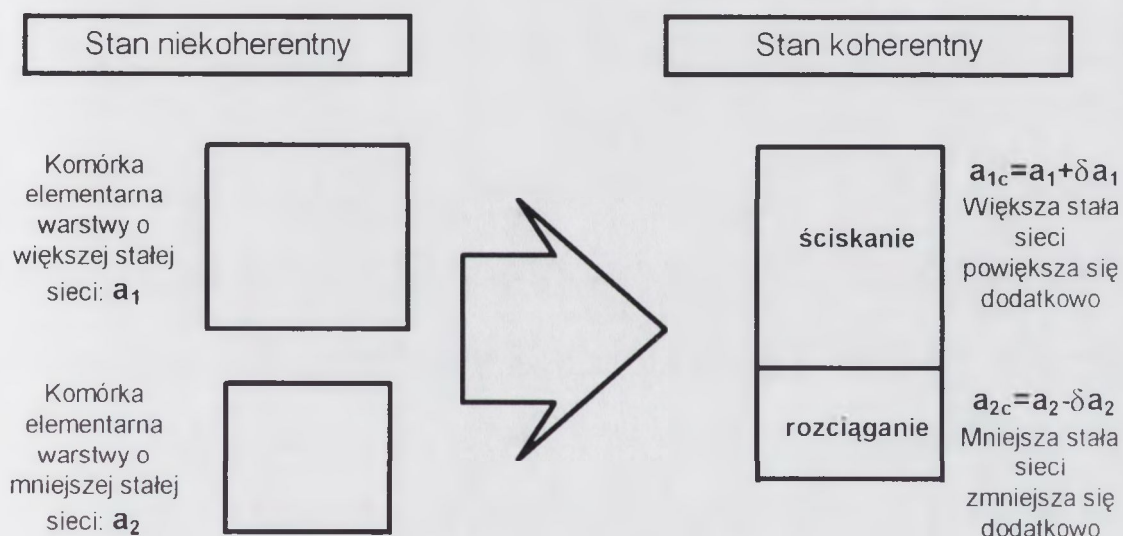 Stan niekoherentny
Stan koherentny
Komórka
elementarna
warstwy o
większej stałej
sieci: a₁
ściskanie
a₁c=a₁+δa₁
Większa stała
sieci
powiększa się
dodatkowo
Komórka
elementarna
warstwy o
mniejszej stałej
sieci: a₂
rozciąganie
a₂c=a₂-δa₂
Mniejsza stała
sieci
zmniejsza się
dodatkowo